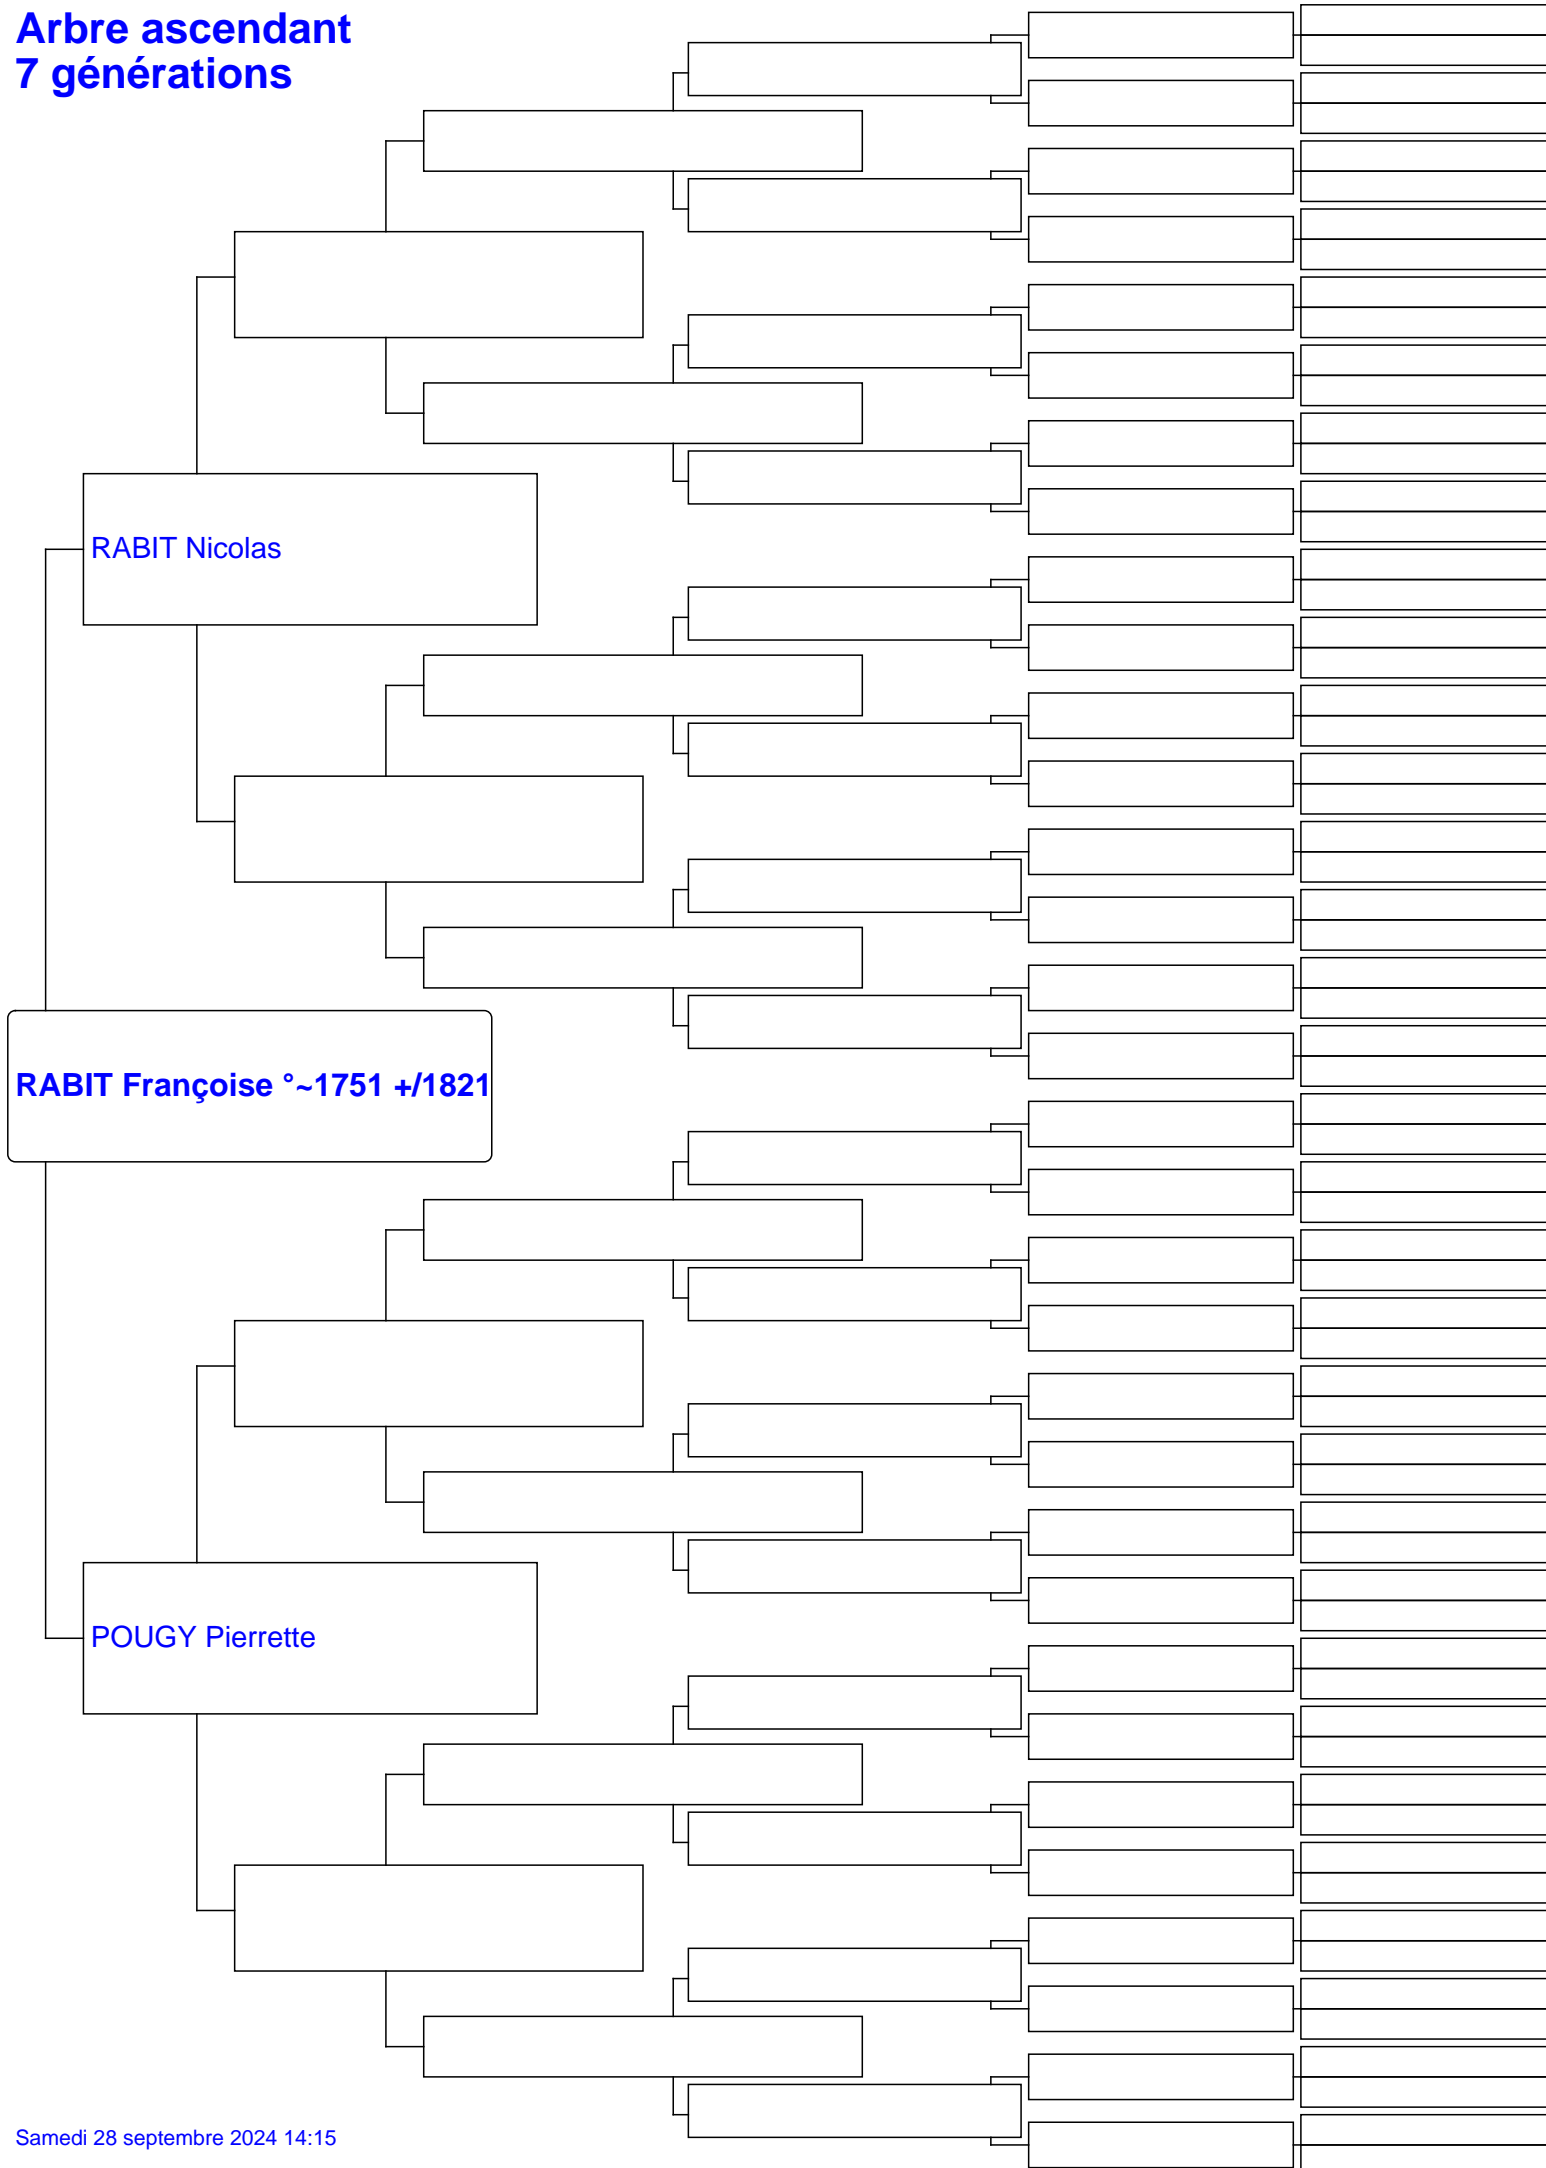 Arbre ascendant
7 générations
RABIT Nicolas
RABIT Françoise °~1751 +/1821
POUGY Pierrette
Samedi 28 septembre 2024 14:15